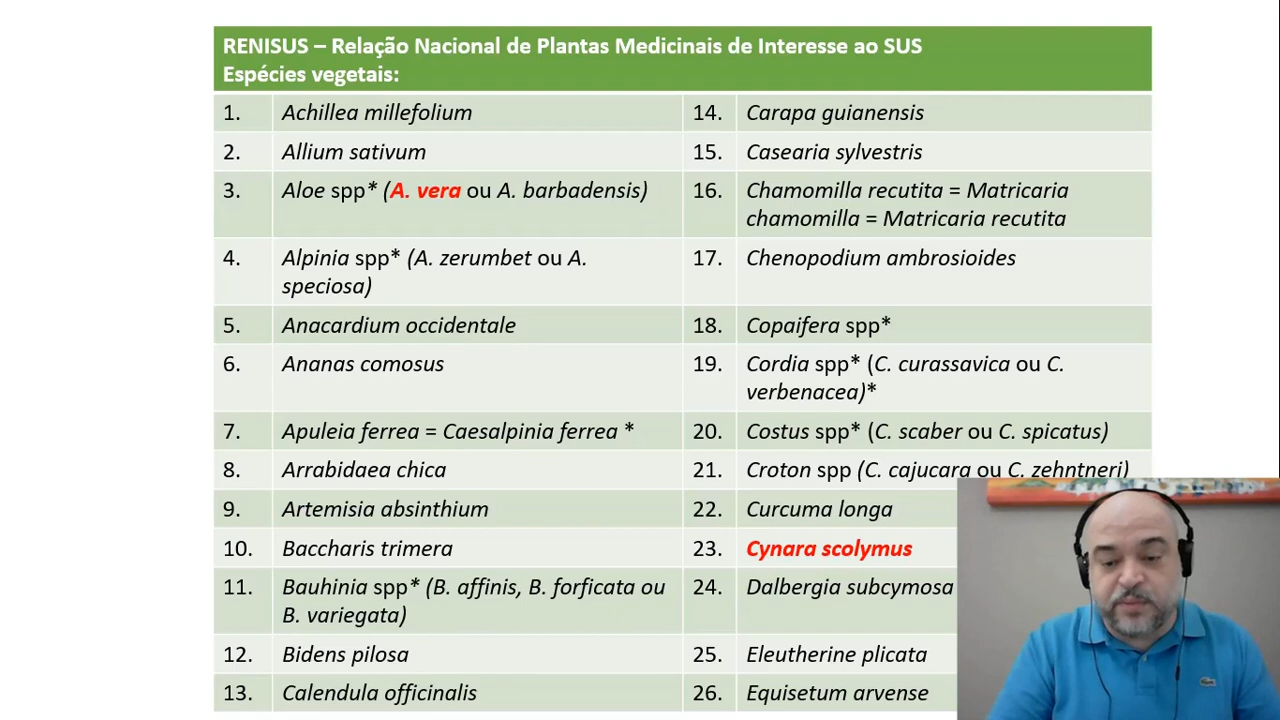 RENISUS – Relação Nacional de Plantas Medicinais de Interesse ao SUS
Espécies vegetais:
1. Achillea millefolium
14. Carapa guianensis
2. Allium sativum
15. Casearia sylvestris
3. Aloe spp* (A. vera ou A. barbadensis)
16. Chamomilla recutita = Matricaria
chamomilla = Matricaria recutita
4. Alpinia spp* (A. zerumbet ou A.
speciosa)
17. Chenopodium ambrosioides
5. Anacardium occidentale
18. Copaifera spp*
6. Ananas comosus
19. Cordia spp* (C. curassavica ou C.
verbenacea)*
7. Apuleia ferrea = Caesalpinia ferrea *
20. Costus spp* (C. scaber ou C. spicatus)
8. Arrabidaea chica
21. Croton spp (C. cajucara ou C. zehntneri)
9. Artemisia absinthium
22. Curcuma longa
10. Baccharis trimera
23. Cynara scolymus
11. Bauhinia spp* (B. affinis, B. forficata ou
B. variegata)
24. Dalbergia subcymosa
12. Bidens pilosa
25. Eleutherine plicata
13. Calendula officinalis
26. Equisetum arvense